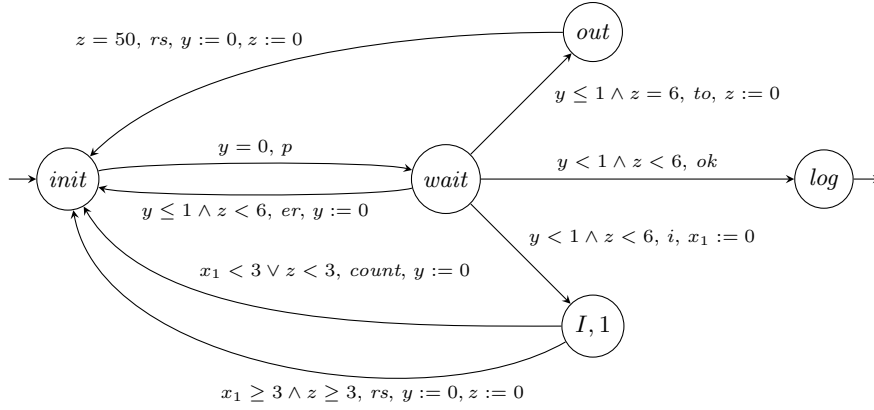 out
z = 50, rs, y := 0, z := 0
y ≤ 1 ∧ z = 6, to, z := 0
y = 0, p
y < 1 ∧ z < 6, ok
init
wait
log
y ≤ 1 ∧ z < 6, er, y := 0
y < 1 ∧ z < 6, i, x₁ := 0
x₁ < 3 ∨ z < 3, count, y := 0
I, 1
x₁ ≥ 3 ∧ z ≥ 3, rs, y := 0, z := 0